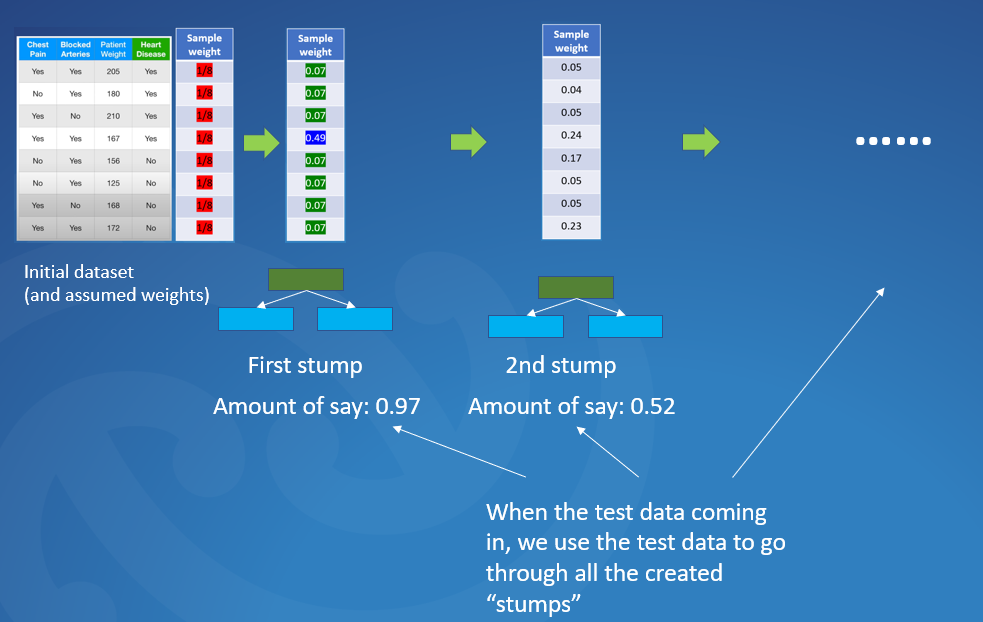 Chest Pain Blocked Arteries Patient Weight Heart Disease Sample weight
Yes Yes 205 Yes 1/8
No Yes 180 Yes 1/8
Yes No 210 Yes 1/8
Yes Yes 167 Yes 1/8
No Yes 156 No 1/8
No Yes 125 No 1/8
Yes No 168 No 1/8
Yes Yes 172 No 1/8
Sample
weight
0.07
0.07
0.07
0.49
0.07
0.07
0.07
0.07
Sample
weight
0.05
0.04
0.05
0.24
0.17
0.05
0.05
0.23
......
Initial dataset
(and assumed weights)
First stump
Amount of say: 0.97
2nd stump
Amount of say: 0.52
When the test data coming
in, we use the test data to go
through all the created
“stumps”